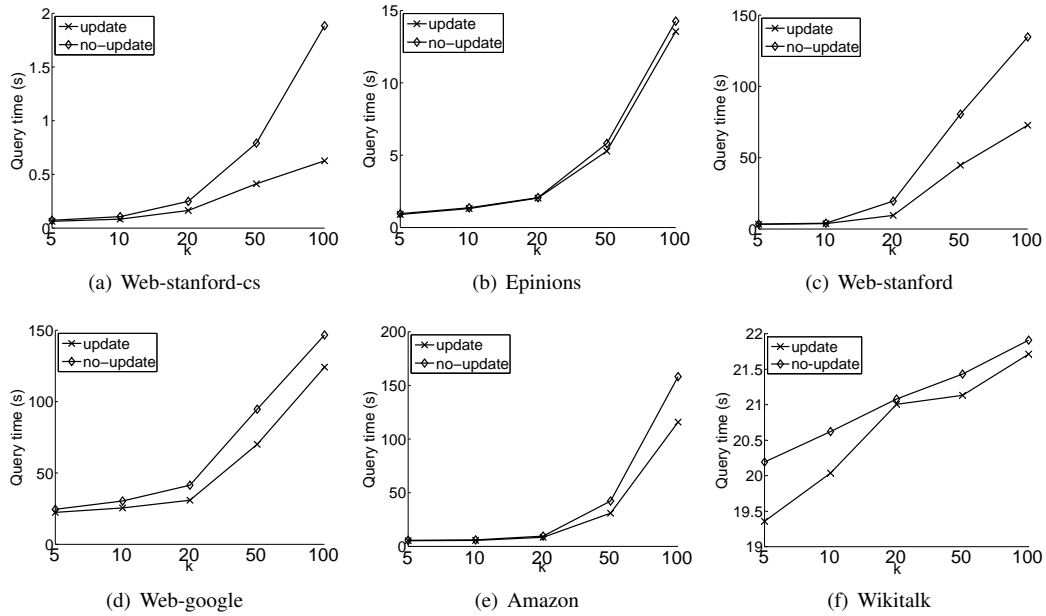 2
1.5
1
0.5
0
Query time (s)
update
no−update
5
10
20
50
100
k
(a) Web-stanford-cs
15
10
5
0
Query time (s)
update
no−update
5
10
20
50
100
k
(b) Epinions
150
100
50
0
Query time (s)
update
no−update
5
10
20
50
100
k
(c) Web-stanford
150
100
50
0
Query time (s)
update
no−update
5
10
20
50
100
k
(d) Web-google
200
150
100
50
0
Query time (s)
update
no−update
5
10
20
50
100
k
(e) Amazon
22
21.5
21
20.5
20
19.5
19
Query time (s)
update
no-update
5
10
20
50
100
k
(f) Wikitalk